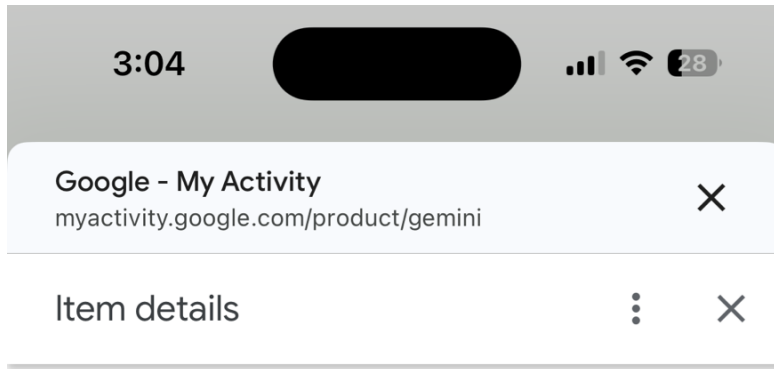 3:04
28
Google - My Activity
myactivity.google.com/product/gemini
Item details